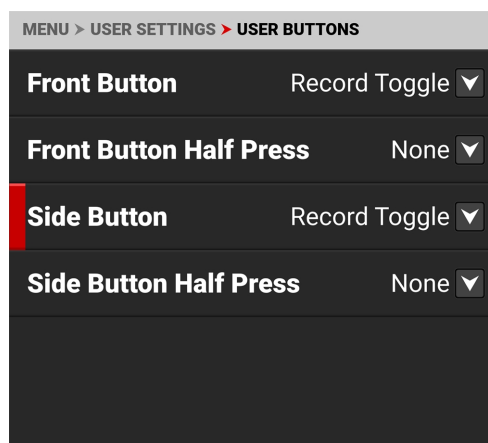 MENU > USER SETTINGS > USER BUTTONS
Front Button Record Toggle
Front Button Half Press None
Side Button Record Toggle
Side Button Half Press None